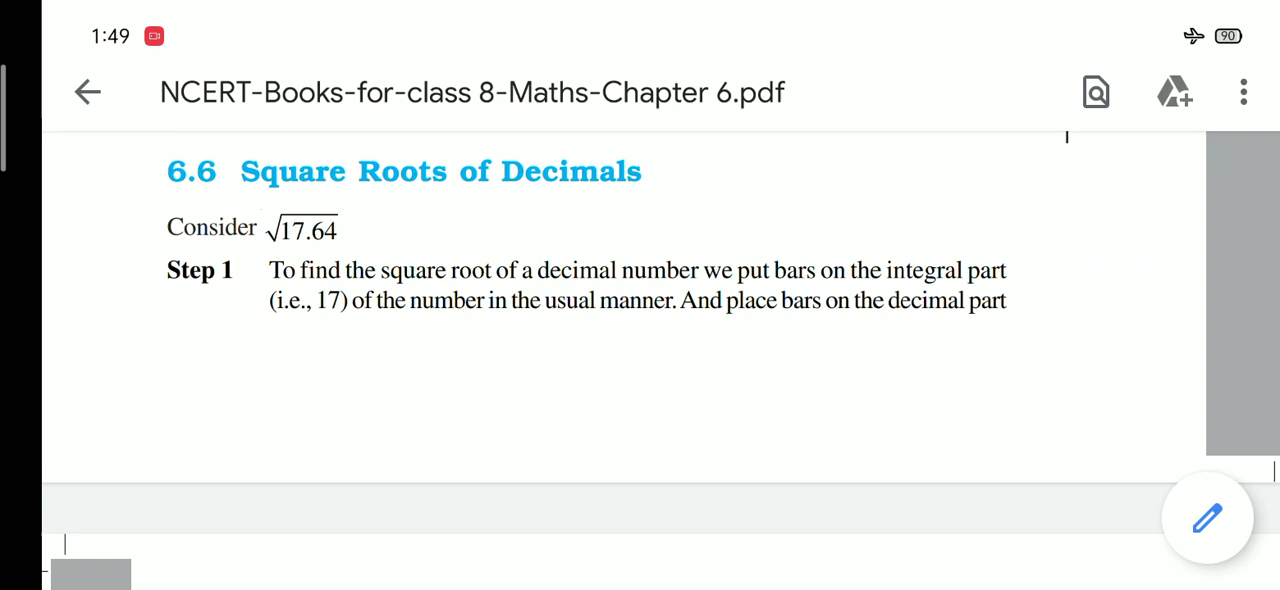 1:49 90
NCERT-Books-for-class 8-Maths-Chapter 6.pdf
6.6 Square Roots of Decimals
Consider √17.64
Step 1 To find the square root of a decimal number we put bars on the integral part
(i.e., 17) of the number in the usual manner. And place bars on the decimal part